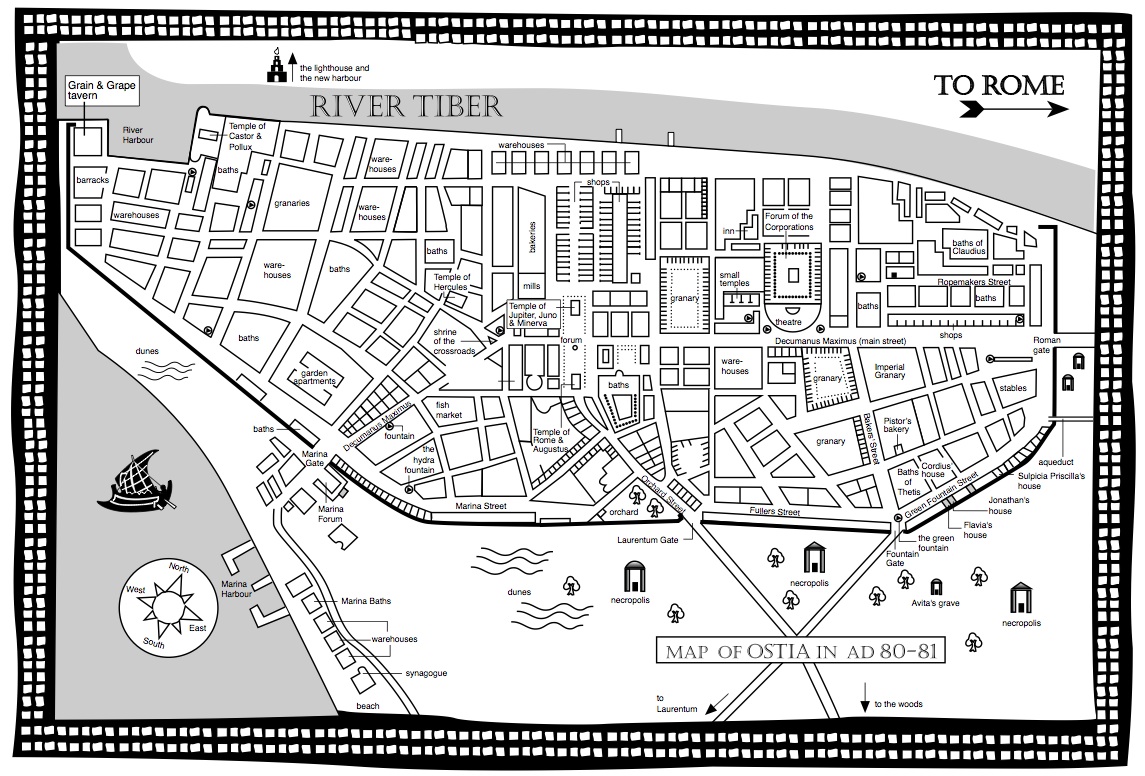 the lighthouse and
the new harbour
RIVER TIBER
TO ROME
Grain & Grape
tavern
River
Harbour
Temple of
Castor &
Pollux
baths
barracks
warehouses
granaries
ware-
houses
ware-
houses
warehouses
shops
bakeries
mills
inn
Forum of the
Corporations
baths of
Claudius
Ropemakers Street
baths
baths
shops
small
temples
granary
theatre
Decumanus Maximus (main street)
Roman
gate
ware-
houses
baths
baths
Temple of
Hercules
Temple of
Jupiter, Juno
& Minerva
shrine
of the
crossroads
forum
baths
dunes
baths
garden
apartments
ware-
houses
granary
Imperial
Granary
stables
Decumanus Maximus
fountain
fish
market
the
hydra
fountain
Temple of
Rome &
Augustus
granary
Bakers' Street
Pistor's
bakery
Cordius'
house
Baths
of
Thetis
Green Fountain Street
aqueduct
Sulpicia Priscilla's
house
Jonathan's
house
Flavia's
house
the green
fountain
Fountain
Gate
baths
Marina
Gate
Marina
Forum
Marina Street
orchard
Orchard Street
Fullers Street
Laurentum Gate
North
West
East
South
Marina
Harbour
Marina Baths
warehouses
synagogue
beach
dunes
necropolis
necropolis
Avita's grave
necropolis
MAP OF OSTIA IN AD 80-81
to
Laurentum
to the woods